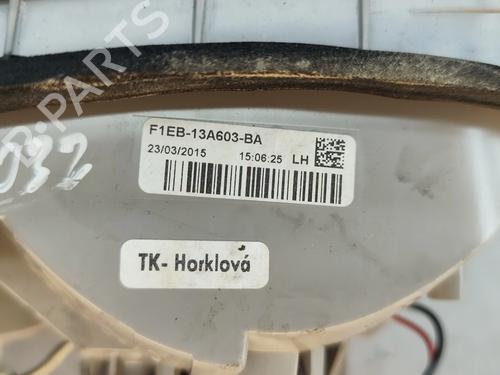 F1EB-13A603-BA
23/03/2015 15:06:25 LH
TK- Horklová
B-PARTS